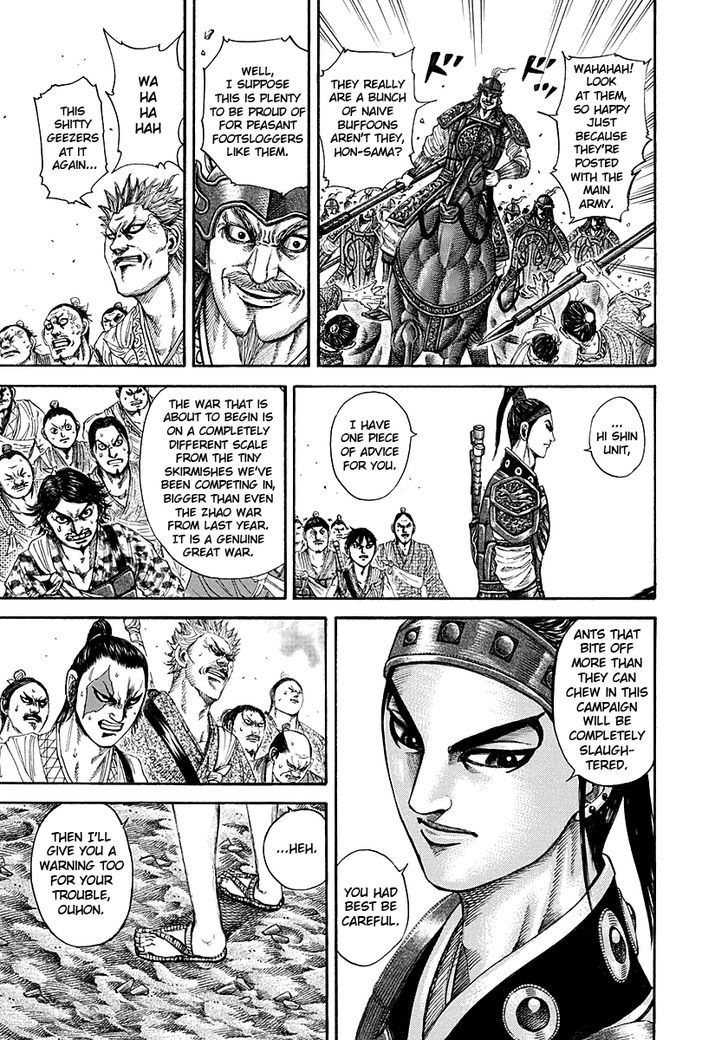 WAHAHAH!
LOOK
AT THEM,
SO HAPPY
JUST
BECAUSE
THEY'RE
POSTED
WITH THE
MAIN
ARMY.
ドド
THEY REALLY
ARE A BUNCH
OF NAIVE
BUFFOONS
AREN'T THEY,
HON-SAMA?
ドド
WELL,
I SUPPOSE
THIS IS PLENTY
TO BE PROUD OF
FOR PEASANT
FOOTSLOGGERS
LIKE THEM.
WA
HA
HA
HAH
THIS
SHITTY
GEEZERS
AT IT
AGAIN...
...
HI SHIN
UNIT,
I HAVE
ONE PIECE
OF ADVICE
FOR YOU.
THE WAR THAT
IS ABOUT TO BEGIN
IS ON A COMPLETELY
DIFFERENT SCALE
FROM THE TINY
SKIRMISHES WE'VE
BEEN COMPETING IN,
BIGGER THAN EVEN
THE ZHAO WAR
FROM LAST YEAR.
IT IS A GENUINE
GREAT WAR.
ANTS THAT
BITE OFF
MORE THAN
THEY CAN
CHEW IN THIS
CAMPAIGN
WILL BE
COMPLETELY
SLAUGH-
TERED.
YOU HAD
BEST BE
CAREFUL.
...HEH.
THEN I'LL
GIVE YOU A
WARNING TOO
FOR YOUR
TROUBLE,
OUHON.